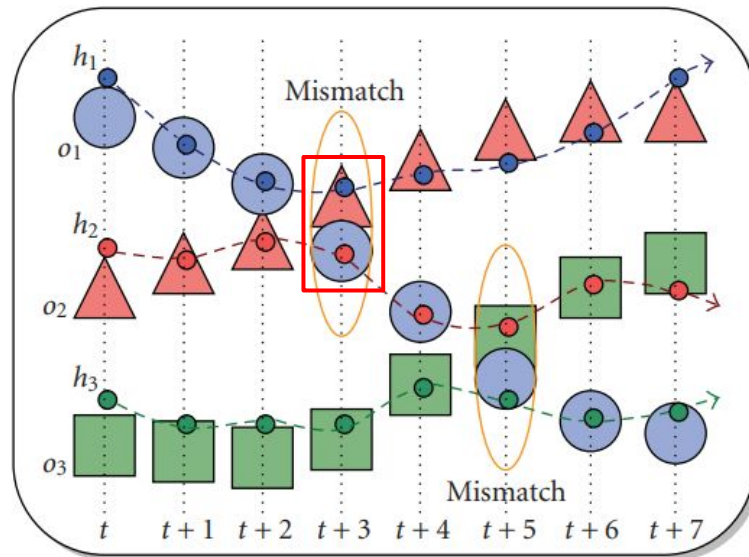 h₁
Mismatch
o₁
h₂
o₂
h₃
o₃
Mismatch
t t + 1 t + 2 t + 3 t + 4 t + 5 t + 6 t + 7